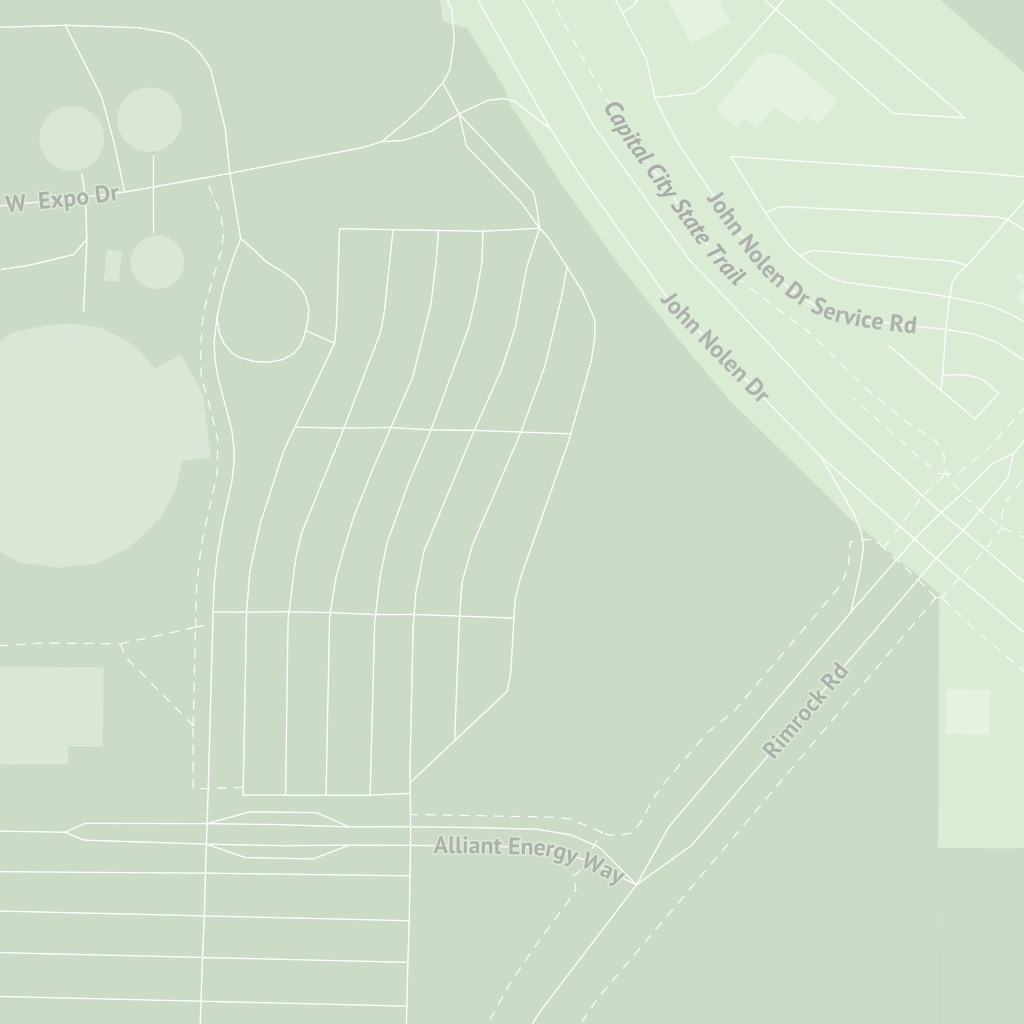 Capital City State Trail
W Expo Dr
John Nolen Dr Service Rd
John Nolen Dr
Rimrock Rd
Alliant Energy Way